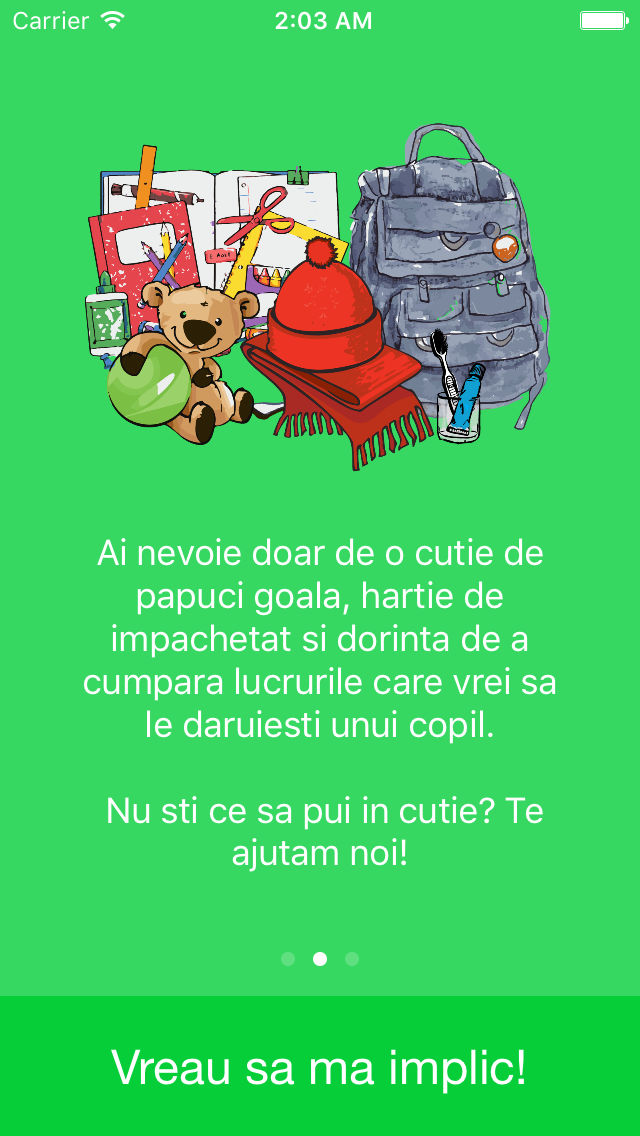 Carrier
2:03 AM
Ai nevoie doar de o cutie de
papuci goala, hartie de
impachetat si dorinta de a
cumpara lucrurile care vrei sa
le daruiesti unui copil.
Nu sti ce sa pui in cutie? Te
ajutam noi!
Vreau sa ma implic!